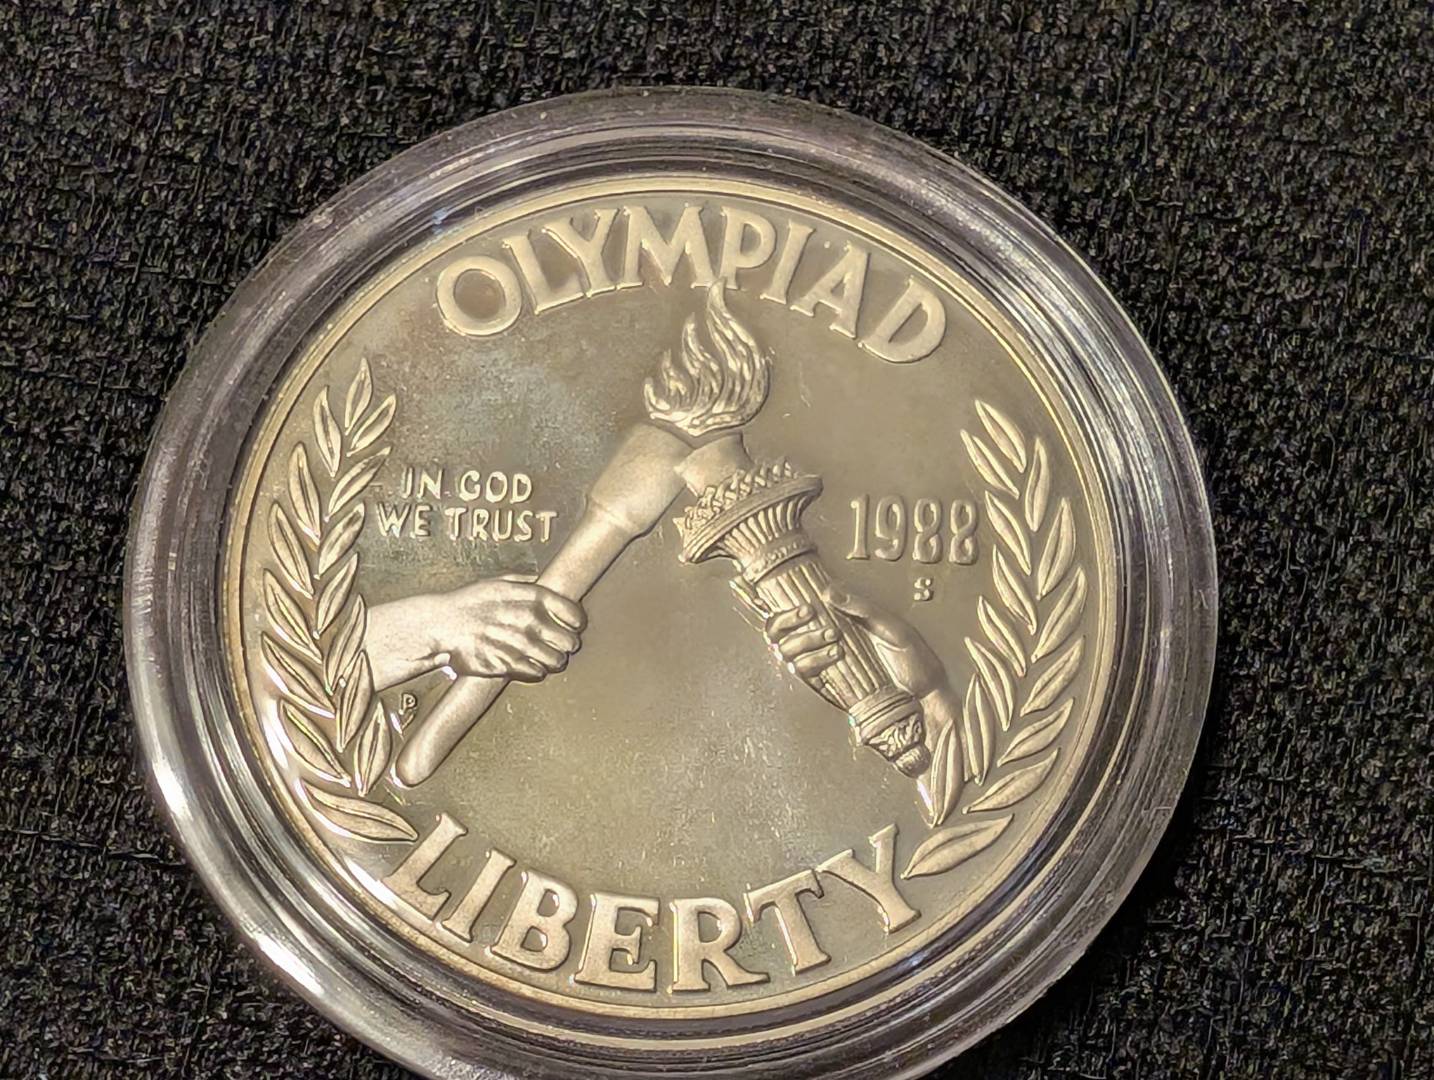 OLYMPIAD
IN GOD
WE TRUST
1988
S
P
LIBERTY